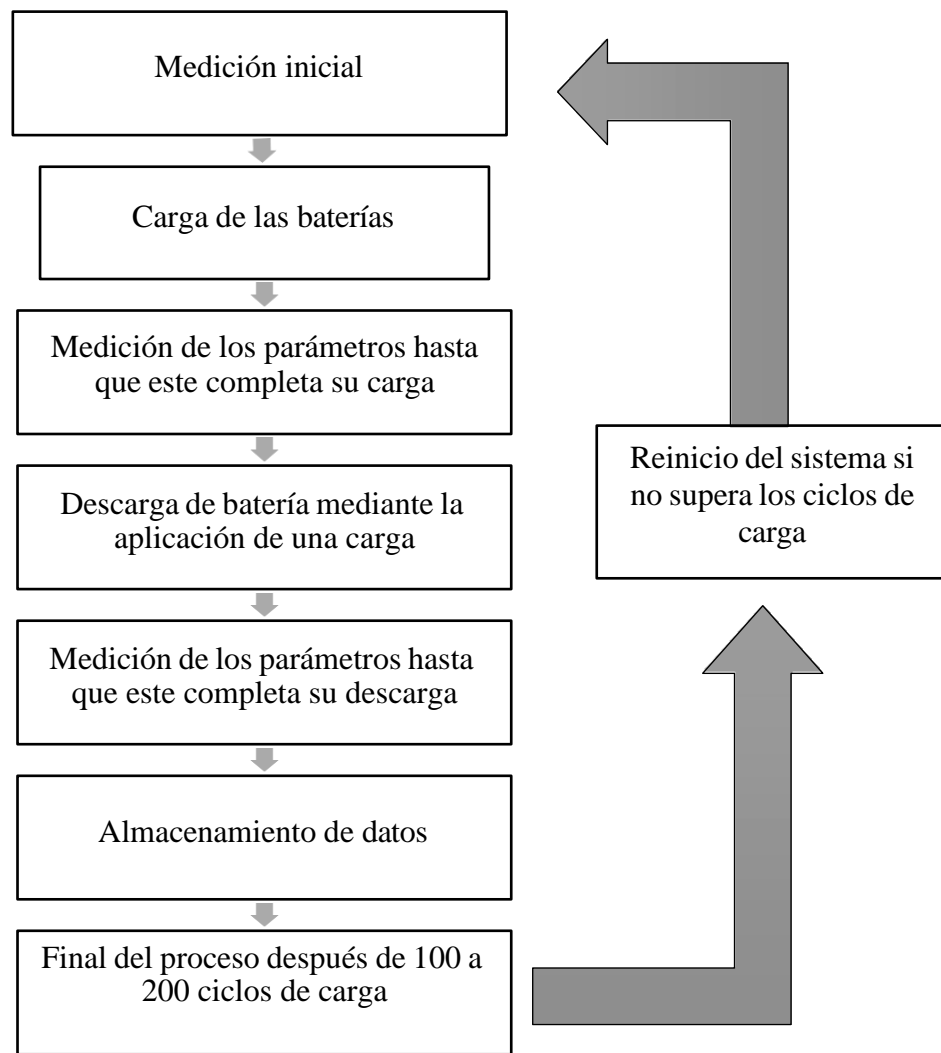 Medición inicial
Carga de las baterías
Medición de los parámetros hasta
que este completa su carga
Descarga de batería mediante la
aplicación de una carga
Medición de los parámetros hasta
que este completa su descarga
Almacenamiento de datos
Final del proceso después de 100 a
200 ciclos de carga
Reinicio del sistema si
no supera los ciclos de
carga